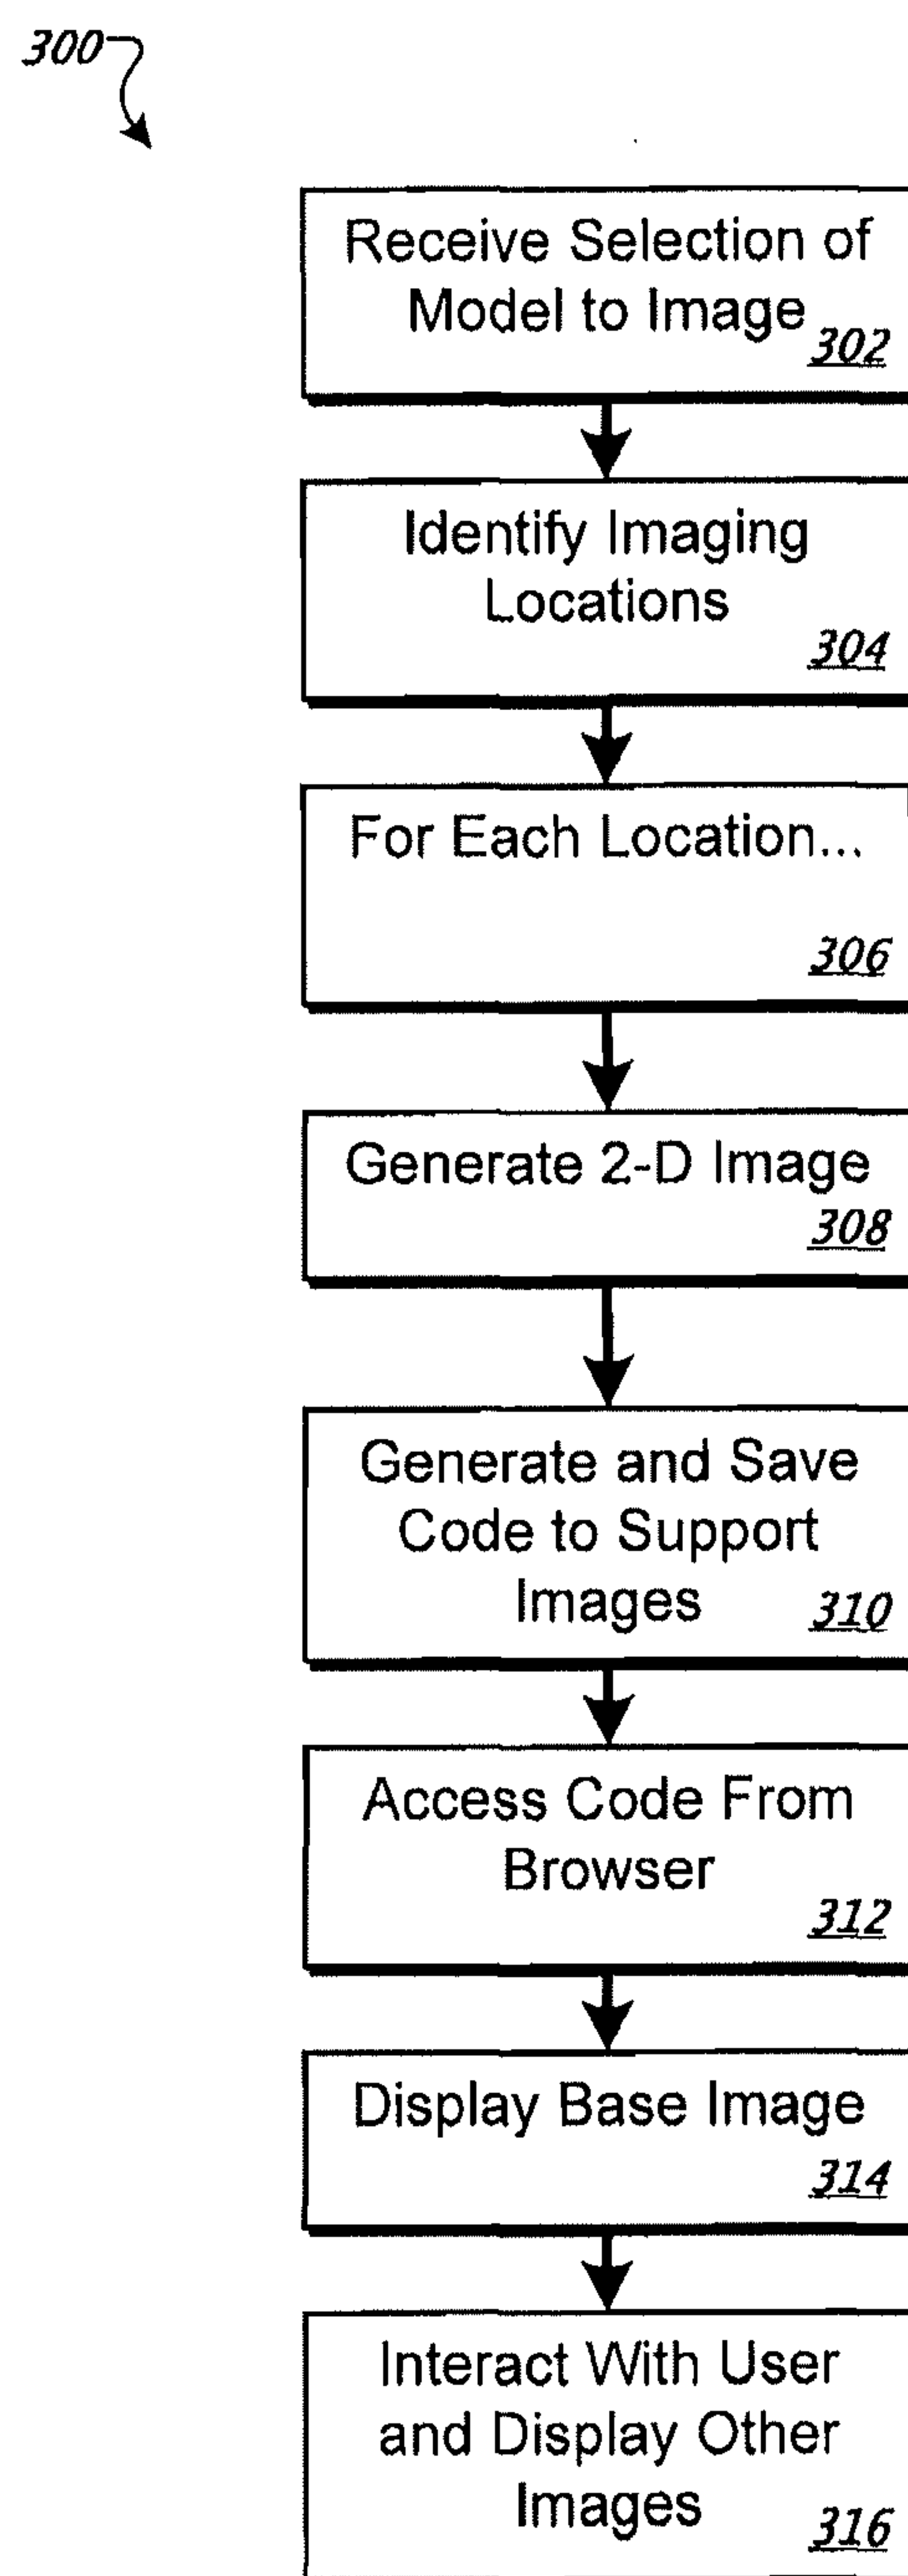 300
Receive Selection of
Model to Image
302
Identify Imaging
Locations
304
For Each Location...
306
Generate 2-D Image
308
Generate and Save
Code to Support
Images
310
Access Code From
Browser
312
Display Base Image
314
Interact With User
and Display Other
Images
316